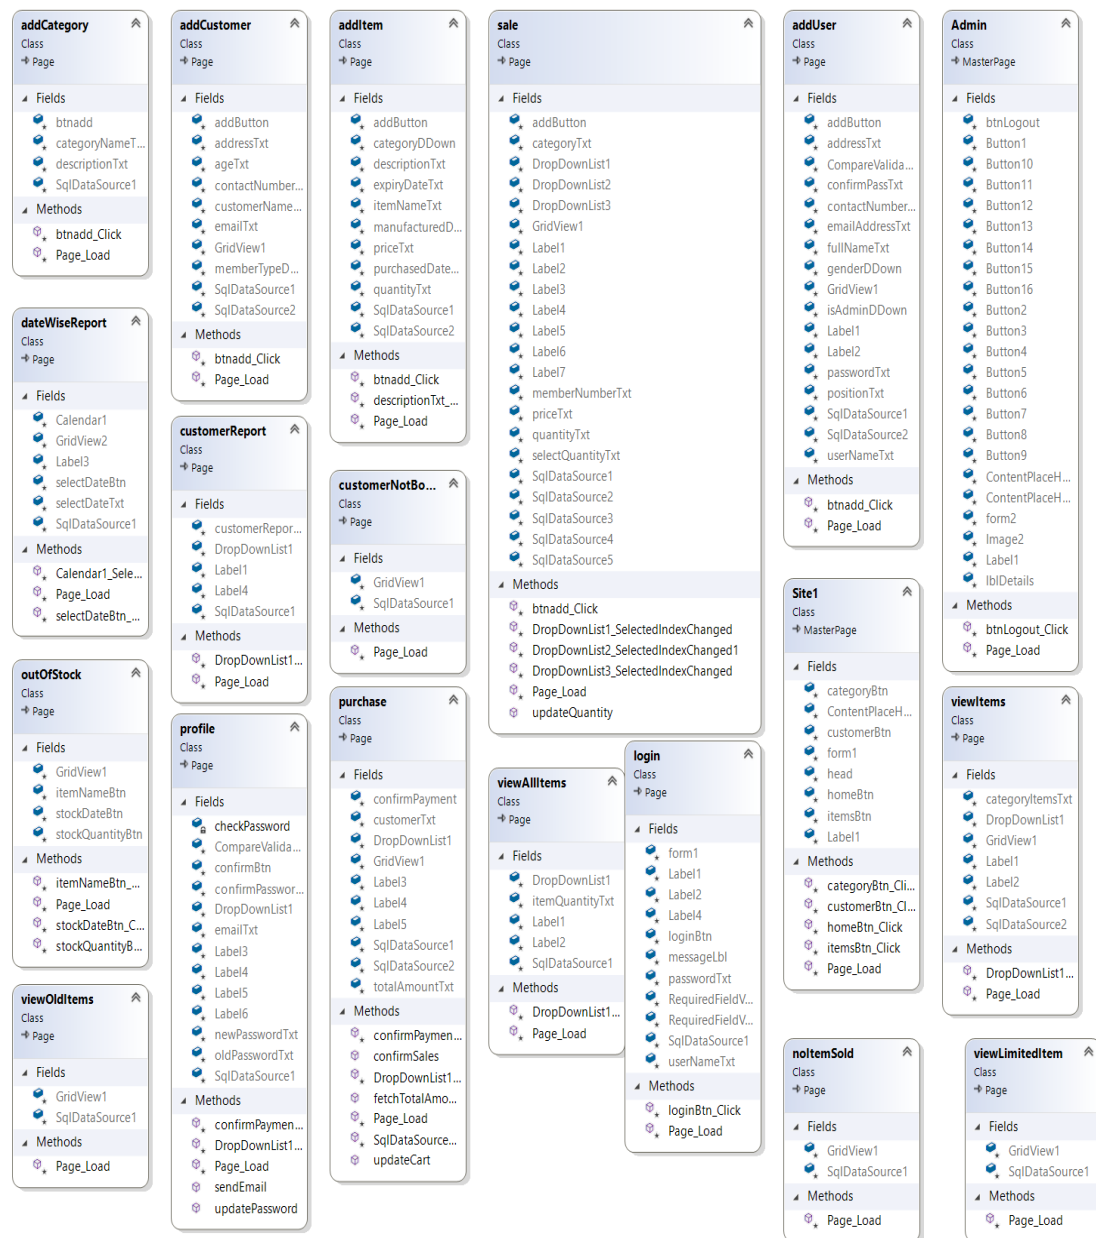 addCategory
Class
Page
Fields
btnadd
categoryNameT...
descriptionTxt
SqlDataSource1
Methods
btnadd_Click
Page_Load
addCustomer
Class
Page
Fields
addButton
addressTxt
ageTxt
contactNumber...
customerName...
emailTxt
GridView1
memberTypeD...
SqlDataSource1
SqlDataSource2
Methods
btnadd_Click
Page_Load
addItem
Class
Page
Fields
addButton
categoryDDown
descriptionTxt
expiryDateTxt
itemNameTxt
manufacturedD...
priceTxt
purchasedDate...
quantityTxt
SqlDataSource1
SqlDataSource2
Methods
btnadd_Click
descriptionTxt_...
Page_Load
sale
Class
Page
Fields
addButton
categoryTxt
DropDownList1
DropDownList2
DropDownList3
GridView1
Label1
Label2
Label3
Label4
Label5
Label6
Label7
memberNumberTxt
priceTxt
quantityTxt
selectQuantityTxt
SqlDataSource1
SqlDataSource2
SqlDataSource3
SqlDataSource4
SqlDataSource5
Methods
btnadd_Click
DropDownList1_SelectedIndexChanged
DropDownList2_SelectedIndexChanged1
DropDownList3_SelectedIndexChanged
Page_Load
updateQuantity
addUser
Class
Page
Fields
addButton
addressTxt
CompareValida...
confirmPassTxt
contactNumber...
emailAddressTxt
fullNameTxt
genderDDown
GridView1
isAdminDDown
Label1
Label2
passwordTxt
positionTxt
SqlDataSource1
SqlDataSource2
userNameTxt
Methods
btnadd_Click
Page_Load
Admin
Class
MasterPage
Fields
btnLogout
Button1
Button10
Button11
Button12
Button13
Button14
Button15
Button16
Button2
Button3
Button4
Button5
Button6
Button7
Button8
Button9
ContentPlaceH...
ContentPlaceH...
form2
Image2
Label1
lblDetails
Methods
btnLogout_Click
Page_Load
dateWiseReport
Class
Page
Fields
Calendar1
GridView2
Label3
selectDateBtn
selectDateTxt
SqlDataSource1
Methods
Calendar1_Sele...
Page_Load
selectDateBtn_...
customerReport
Class
Page
Fields
customerRepor...
DropDownList1
Label1
Label4
SqlDataSource1
Methods
DropDownList1...
Page_Load
customerNotBo...
Class
Page
Fields
GridView1
SqlDataSource1
Methods
Page_Load
Site1
Class
MasterPage
Fields
categoryBtn
ContentPlaceH...
customerBtn
form1
head
homeBtn
itemsBtn
Label1
Methods
categoryBtn_Cli...
customerBtn_Cl...
homeBtn_Click
itemsBtn_Click
Page_Load
outOfStock
Class
Page
Fields
GridView1
itemNameBtn
stockDateBtn
stockQuantityBtn
Methods
itemNameBtn_...
Page_Load
stockDateBtn_C...
stockQuantityB...
profile
Class
Page
Fields
checkPassword
CompareValida...
confirmBtn
confirmPasswor...
DropDownList1
emailTxt
Label3
Label4
Label5
Label6
newPasswordTxt
oldPasswordTxt
SqlDataSource1
Methods
confirmPaymen...
DropDownList1...
Page_Load
sendEmail
updatePassword
purchase
Class
Page
Fields
confirmPayment
customerTxt
DropDownList1
GridView1
Label3
Label4
Label5
SqlDataSource1
SqlDataSource2
totalAmountTxt
Methods
confirmPaymen...
confirmSales
DropDownList1...
fetchTotalAmo...
Page_Load
SqlDataSource...
updateCart
viewAllItems
Class
Page
Fields
DropDownList1
itemQuantityTxt
Label1
Label2
SqlDataSource1
Methods
DropDownList1...
Page_Load
login
Class
Page
Fields
form1
Label1
Label2
Label4
loginBtn
messageLbl
passwordTxt
RequiredFieldV...
RequiredFieldV...
SqlDataSource1
userNameTxt
Methods
loginBtn_Click
Page_Load
viewItems
Class
Page
Fields
categoryItemsTxt
DropDownList1
GridView1
Label1
Label2
SqlDataSource1
SqlDataSource2
Methods
DropDownList1...
Page_Load
viewOldItems
Class
Page
Fields
GridView1
SqlDataSource1
Methods
Page_Load
noItemSold
Class
Page
Fields
GridView1
SqlDataSource1
Methods
Page_Load
viewLimitedItem
Class
Page
Fields
GridView1
SqlDataSource1
Methods
Page_Load